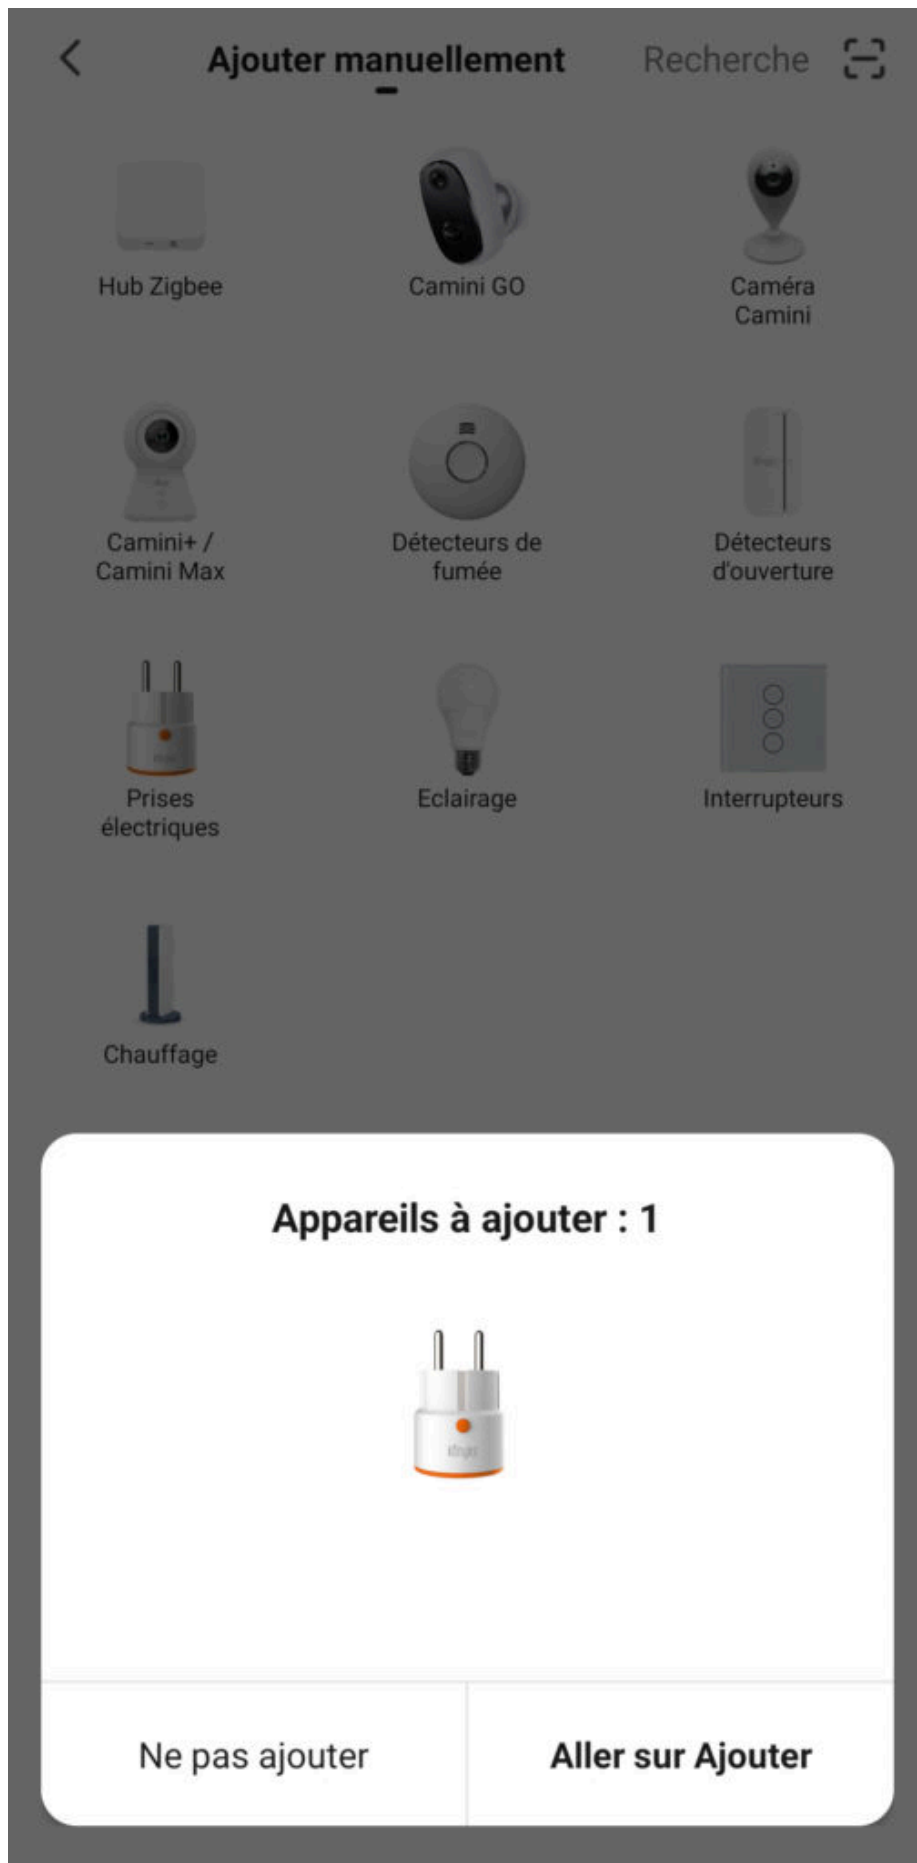 Ajouter manuellement Recherche
Hub Zigbee
Camini GO
Caméra
Camini
Camini+ /
Camini Max
Détecteurs de
fumée
Détecteurs
d'ouverture
Prises
électriques
Eclairage
Interrupteurs
Chauffage
Appareils à ajouter : 1
Ne pas ajouter
Aller sur Ajouter